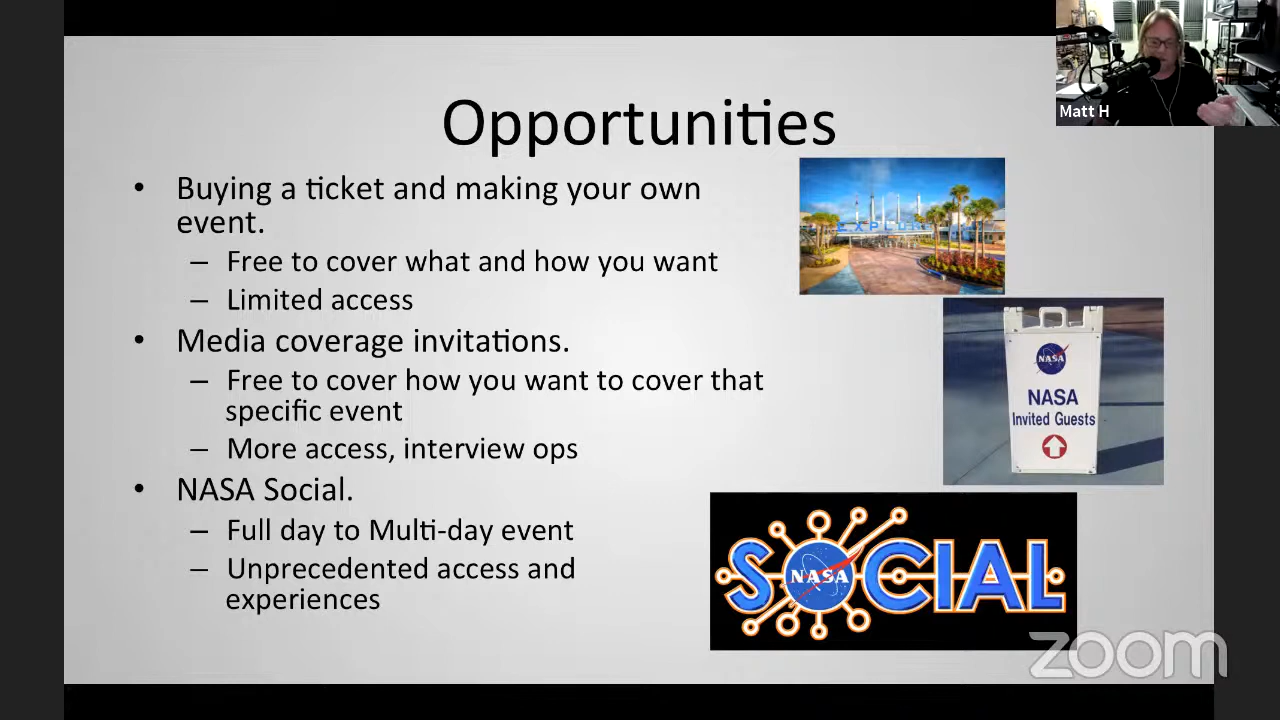 Matt H
Opportunities
• Buying a ticket and making your own
event.
– Free to cover what and how you want
– Limited access
• Media coverage invitations.
– Free to cover how you want to cover that
specific event
– More access, interview ops
• NASA Social.
– Full day to Multi-day event
– Unprecedented access and
experiences
EXPLORE
NASA
NASA
Invited Guests
SOCIAL
NASA
zoom